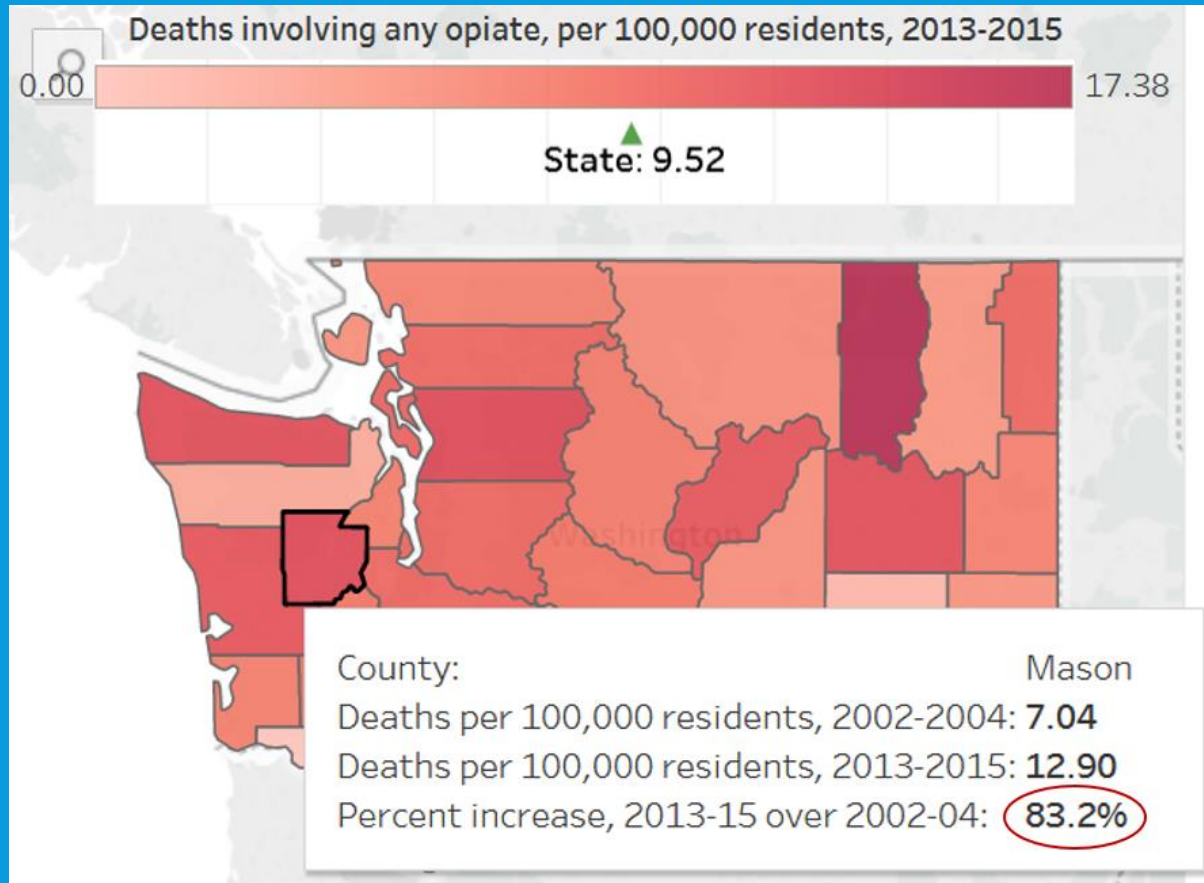 Deaths involving any opiate, per 100,000 residents, 2013-2015
0.00 17.38
State: 9.52
Washington
County: Mason
Deaths per 100,000 residents, 2002-2004: 7.04
Deaths per 100,000 residents, 2013-2015: 12.90
Percent increase, 2013-15 over 2002-04: 83.2%